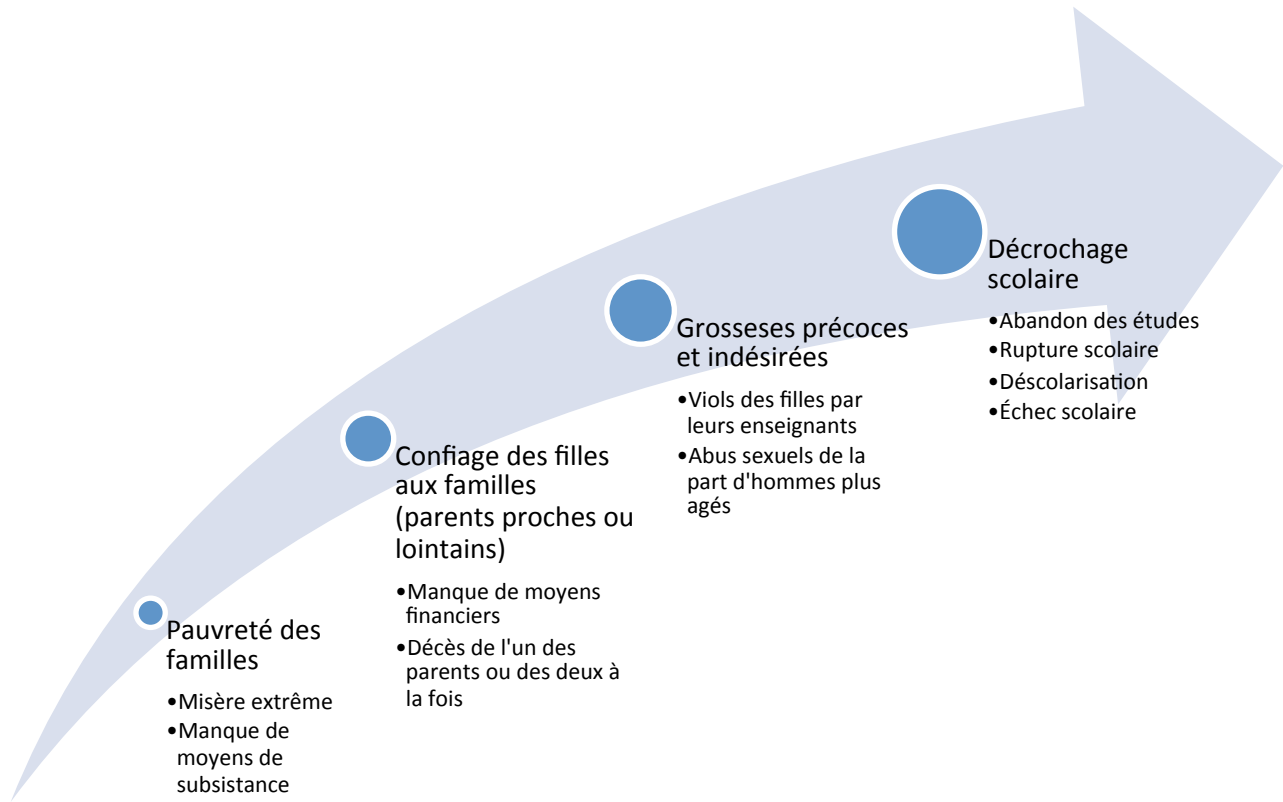 Pauvreté des
familles
•Misère extrême
•Manque de
moyens de
subsistance
Confiage des filles
aux familles
(parents proches ou
lointains)
•Manque de moyens
financiers
•Décès de l'un des
parents ou des deux à
la fois
Grosseses précoces
et indésirées
•Viols des filles par
leurs enseignants
•Abus sexuels de la
part d'hommes plus
agés
Décrochage
scolaire
•Abandon des études
•Rupture scolaire
•Déscolarisation
•Échec scolaire